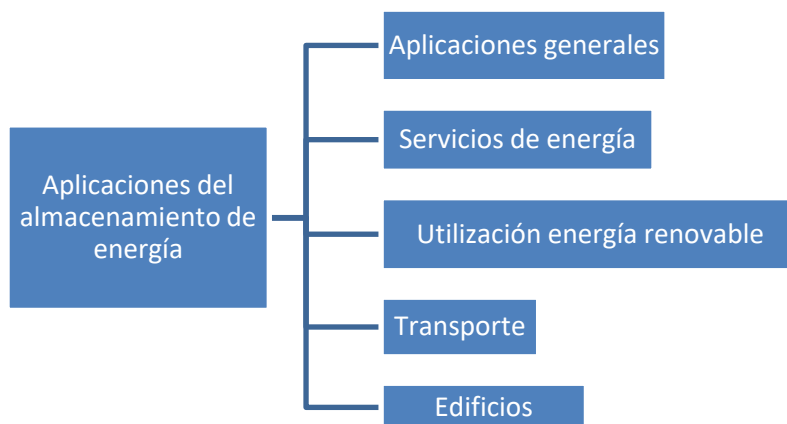 Aplicaciones del
almacenamiento de
energía
Aplicaciones generales
Servicios de energía
Utilización energía renovable
Transporte
Edificios